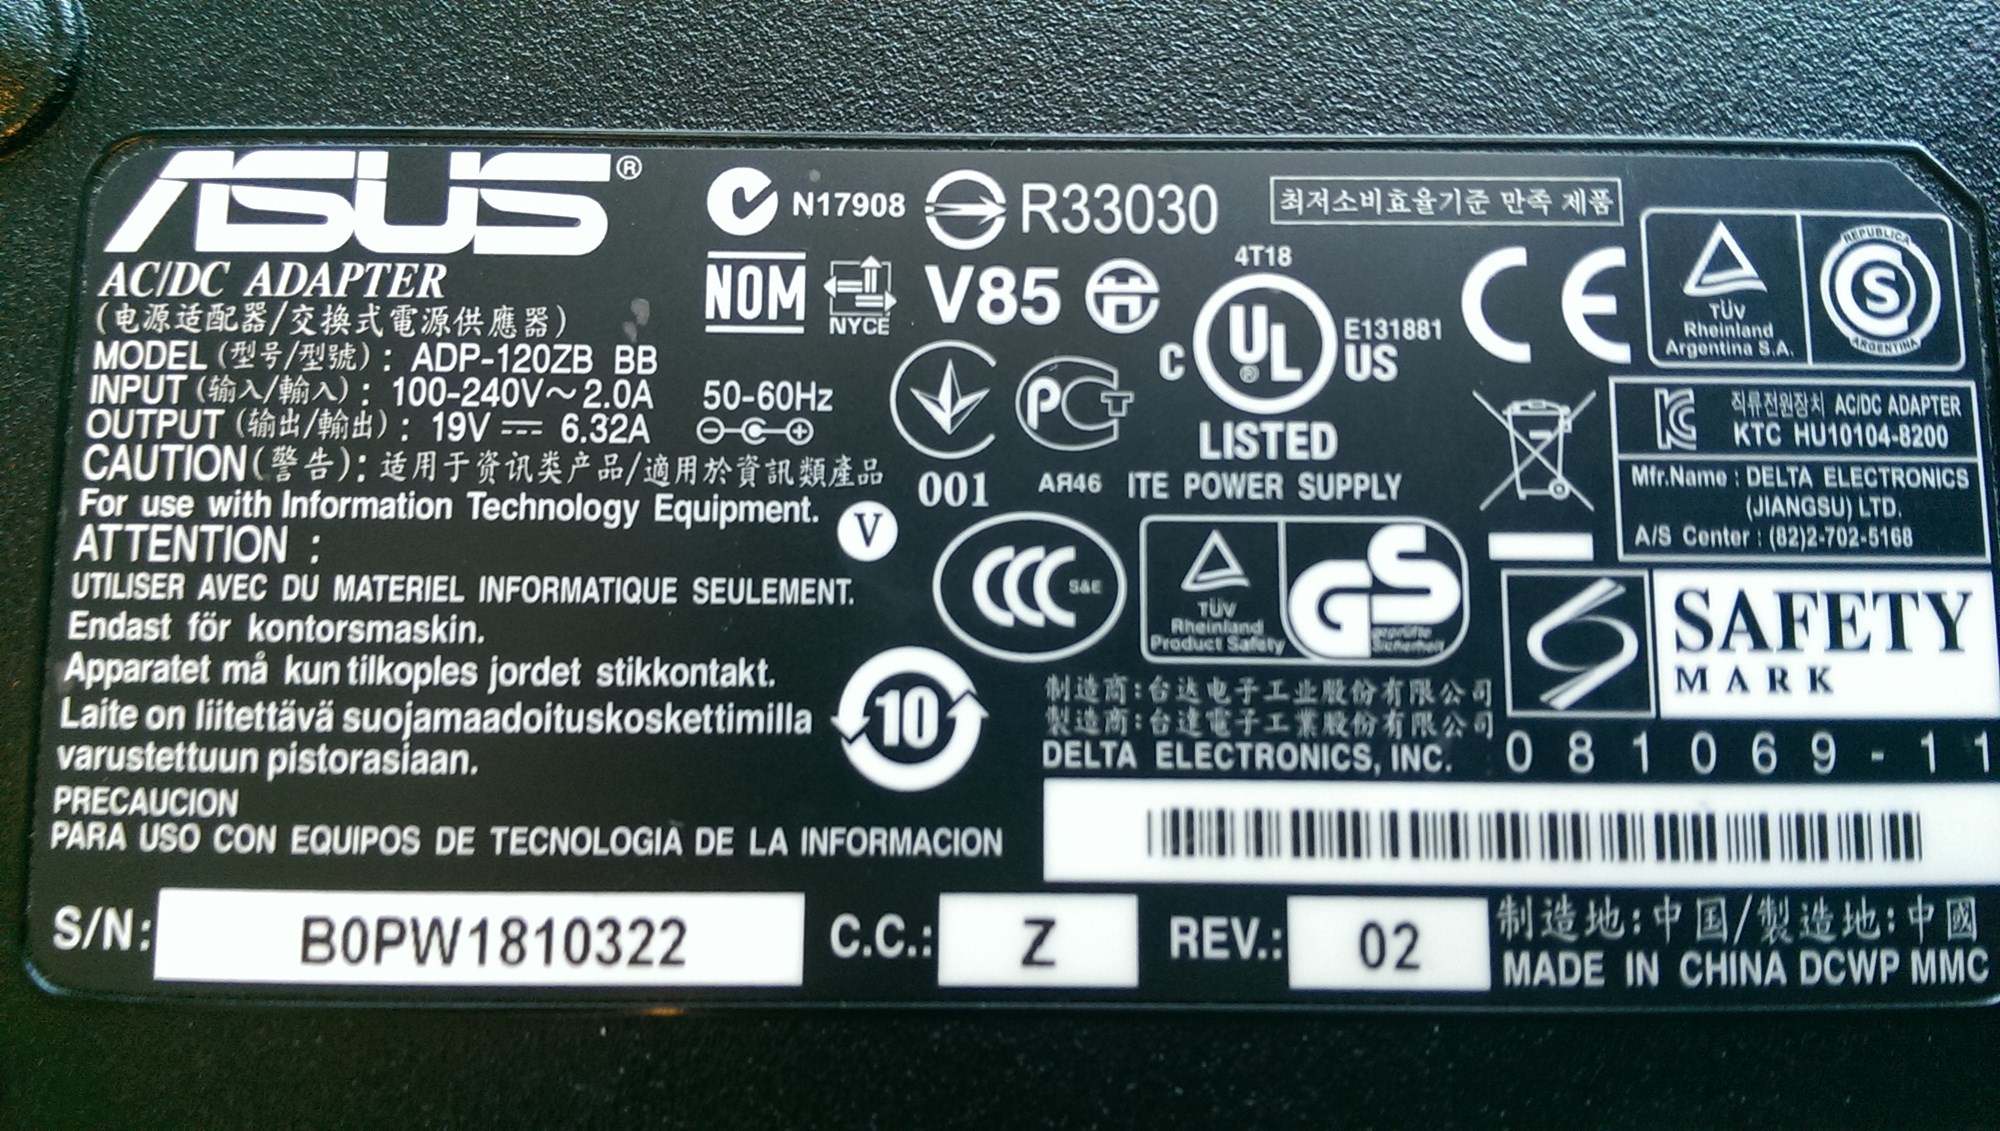 ASUS®
AC/DC ADAPTER
(电源适配器/交換式電源供應器)
MODEL (型号/型號) : ADP-120ZB BB
INPUT (输入/輸入) : 100-240V～2.0A 50-60Hz
OUTPUT (输出/輸出) : 19V ⎓ 6.32A
CAUTION (警告) : 适用于资讯类产品/適用於資訊類產品
For use with Information Technology Equipment.
V
ATTENTION :
UTILISER AVEC DU MATERIEL INFORMATIQUE SEULEMENT.
Endast för kontorsmaskin.
Apparatet må kun tilkoples jordet stikkontakt.
Laite on liitettävä suojamaadoituskoskettimilla
varustettuun pistorasiaan.
PRECAUCION
PARA USO CON EQUIPOS DE TECNOLOGIA DE LA INFORMACION
N17908
R33030
최저소비효율기준 만족 제품
NOM
NYCE
V85
4T18
C UL® US
E131881
LISTED
ITE POWER SUPPLY
CE
TÜV
Rheinland
Argentina S.A.
REPUBLICA
S
ARGENTINA
001
PCT
АЯ46
KC
직류전원장치 AC/DC ADAPTER
KTC HU10104-8200
Mfr.Name : DELTA ELECTRONICS
(JIANGSU) LTD.
A/S Center : (82)2-702-5168
CCC S&E
TÜV
Rheinland
Product Safety
GS
geprüfte
Sicherheit
10
SAFETY
MARK
081069-11
制造商:台达电子工业股份有限公司
製造商:台達電子工業股份有限公司
DELTA ELECTRONICS, INC.
S/N: B0PW1810322 C.C.: Z REV.: 02
制造地:中国/製造地:中國
MADE IN CHINA DCWP MMC